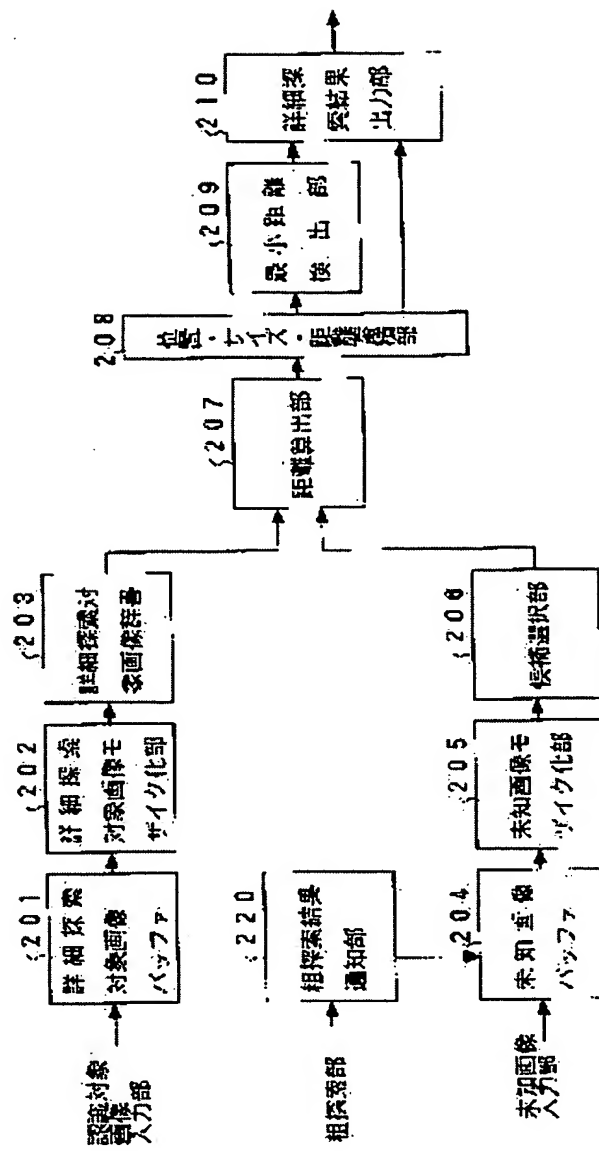 認識対象
画像
入力部
201
詳細探索
対象画像
バッファ
202
詳細探索
対象画像モ
ザイク化部
203
詳細探索対
象画像辞書
粗探索部
220
粗探索結果
通知部
未知画像
入力部
204
未知画像
バッファ
205
未知画像モ
ザイク化部
206
候補選択部
207
距離算出部
208
位置・サイズ・距離蓄積部
209
最小距離
検出部
210
詳細探
索結果
出力部